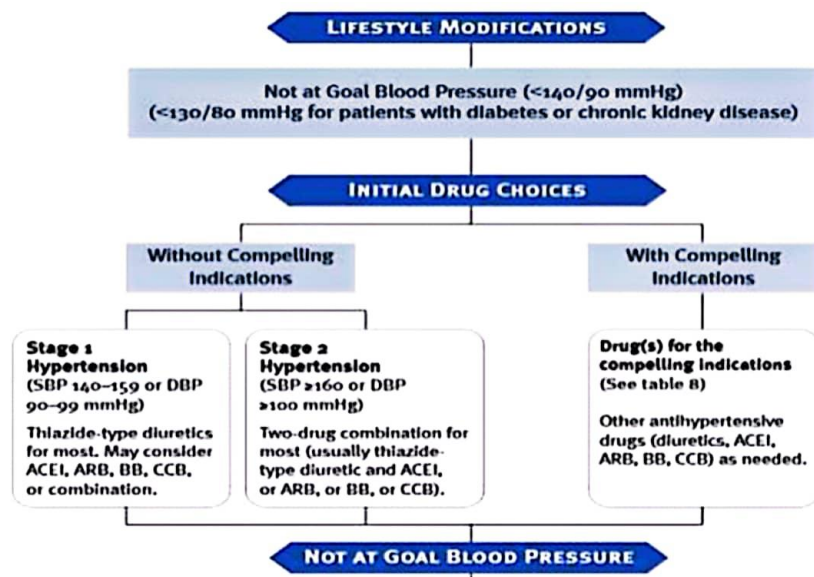 LIFESTYLE MODIFICATIONS
Not at Goal Blood Pressure (<140/90 mmHg)
(<130/80 mmHg for patients with diabetes or chronic kidney disease)
INITIAL DRUG CHOICES
Without Compelling
Indications
With Compelling
Indications
Stage 1
Hypertension
(SBP 140–159 or DBP
90–99 mmHg)
Thiazide-type diuretics
for most. May consider
ACEI, ARB, BB, CCB,
or combination.
Stage 2
Hypertension
(SBP ≥160 or DBP
≥100 mmHg)
Two-drug combination for
most (usually thiazide-
type diuretic and ACEI,
or ARB, or BB, or CCB).
Drug(s) for the
compelling indications
(See table 8)
Other antihypertensive
drugs (diuretics, ACEI,
ARB, BB, CCB) as needed.
NOT AT GOAL BLOOD PRESSURE